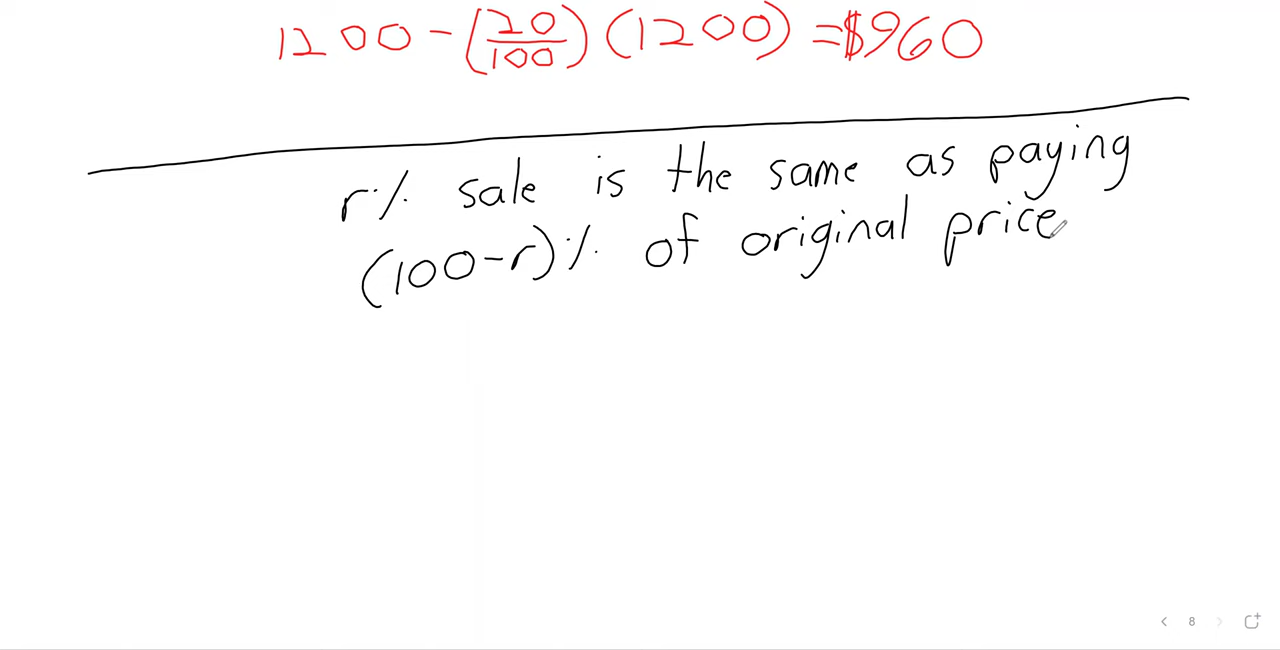 1200 - (20/100) (1200) = $960
r% sale is the same as paying
(100-r)% of original price
8